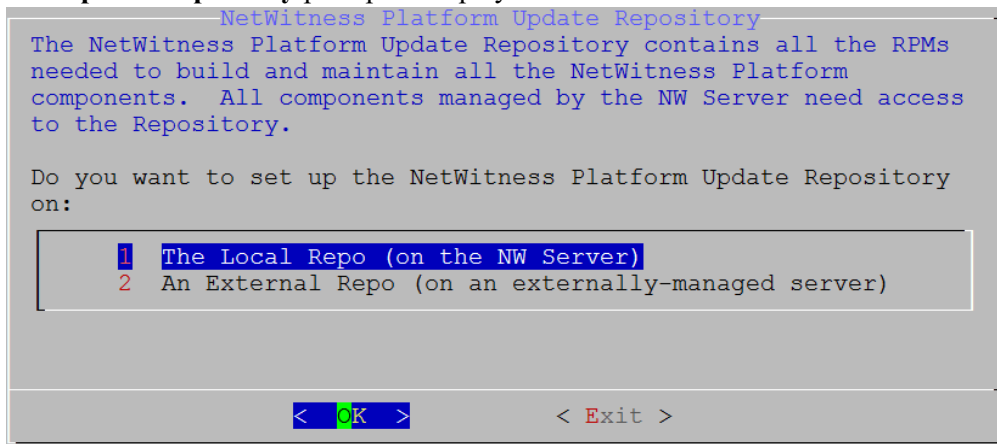 NetWitness Platform Update Repository
The NetWitness Platform Update Repository contains all the RPMs
needed to build and maintain all the NetWitness Platform
components.  All components managed by the NW Server need access
to the Repository.
Do you want to set up the NetWitness Platform Update Repository
on:
1  The Local Repo (on the NW Server)
2  An External Repo (on an externally-managed server)
<  OK  >  < Exit >